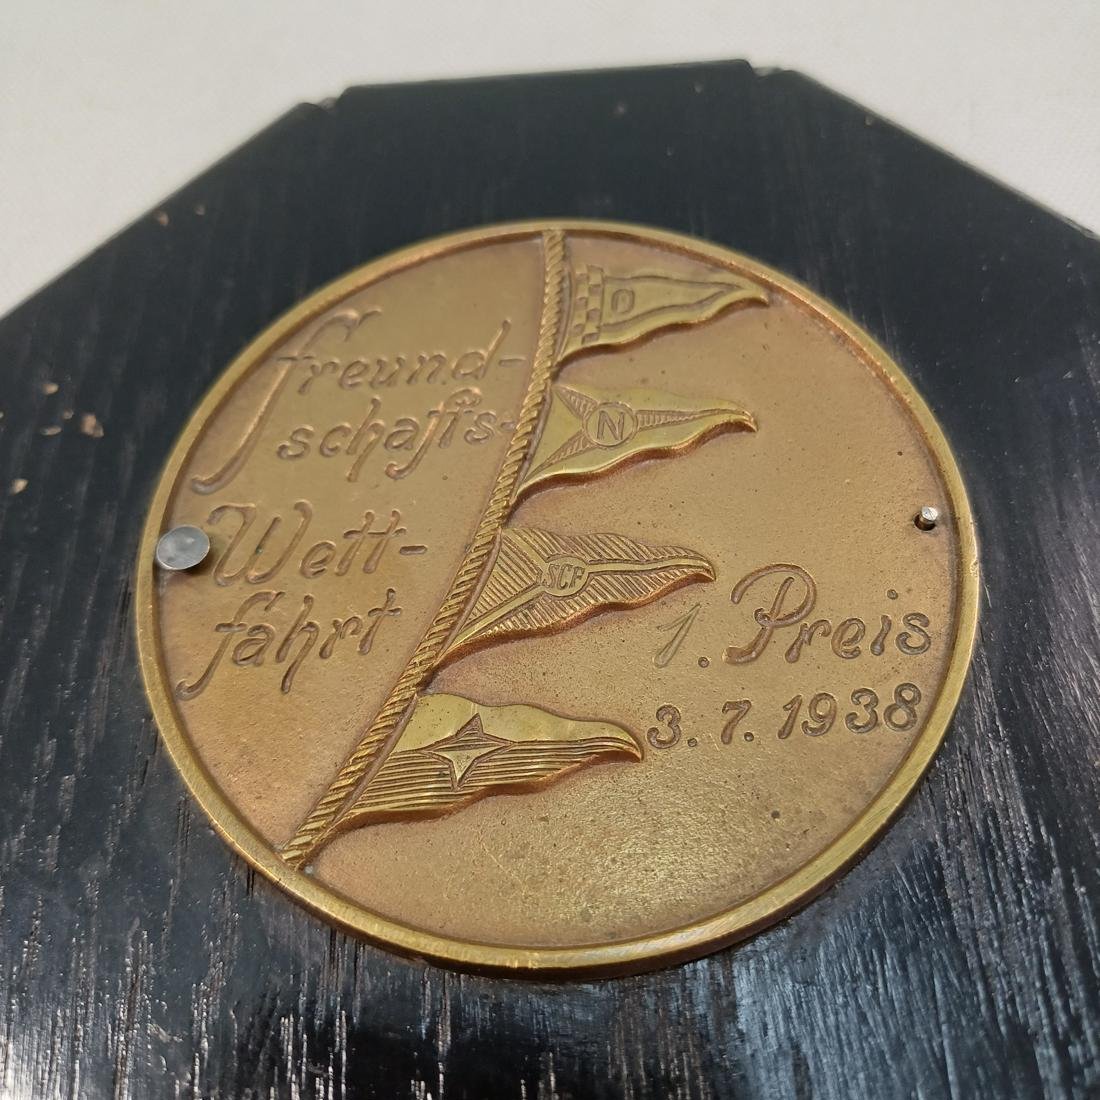 Freund-
schafts-
Wett-
fahrt
N
SCF
1. Preis
3. 7. 1938